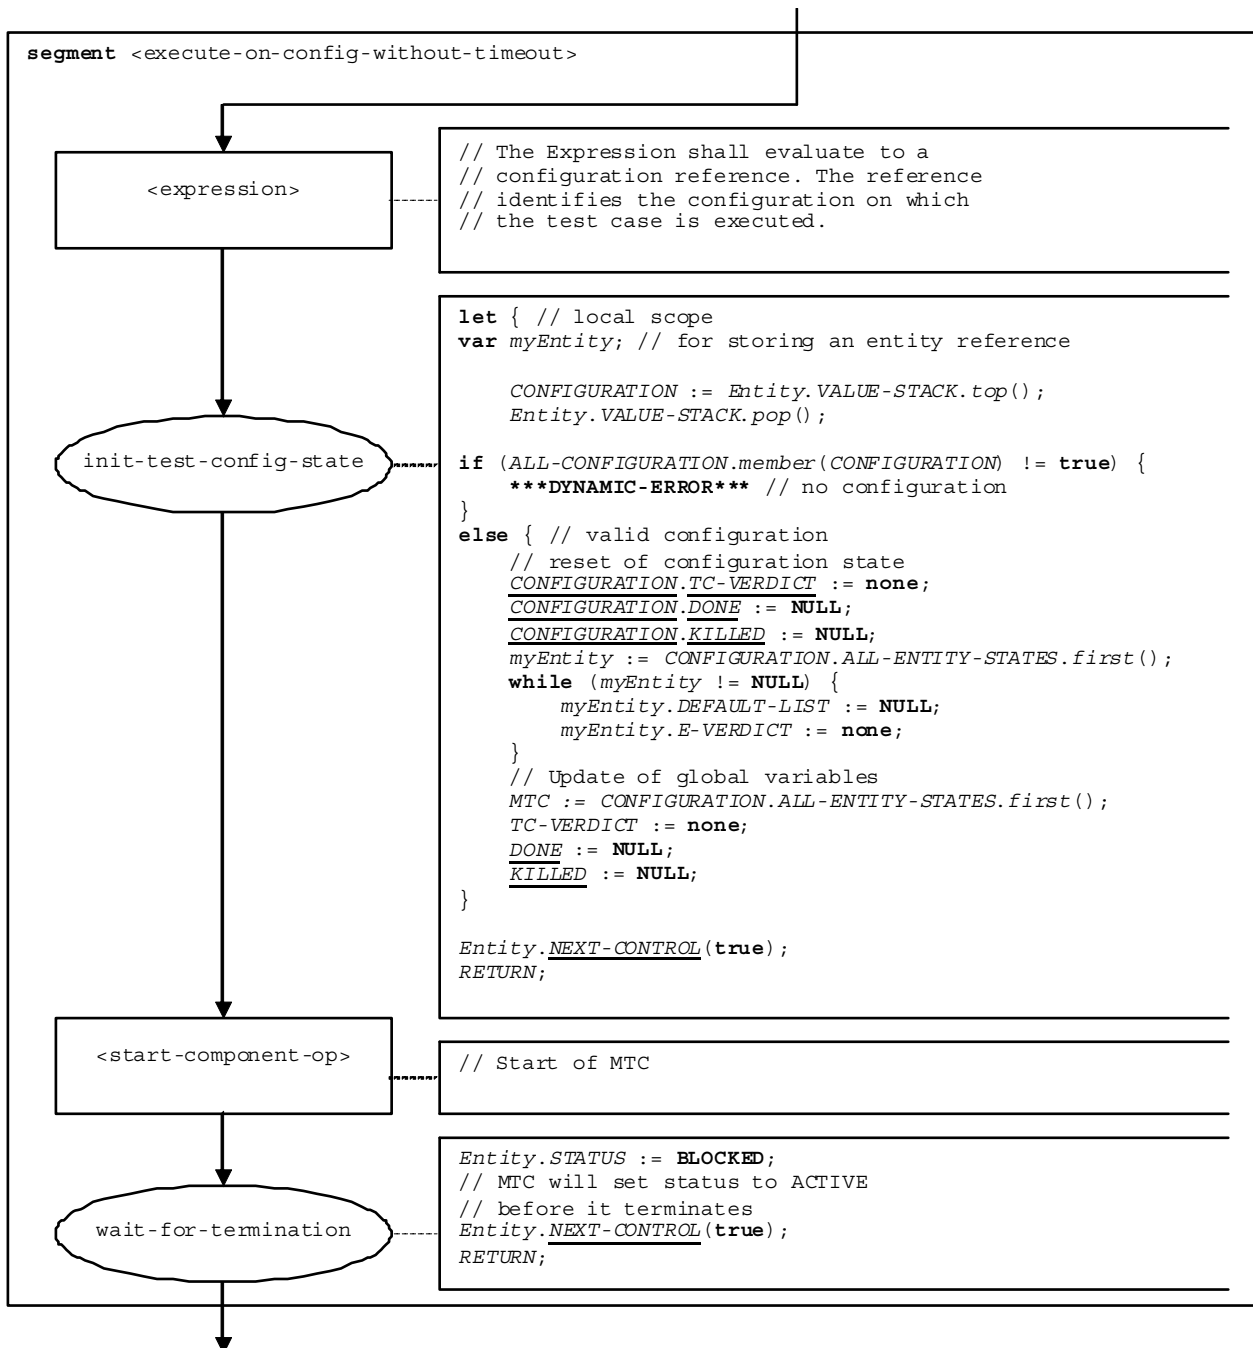 segment <execute-on-config-without-timeout>
<expression>
// The Expression shall evaluate to a
// configuration reference. The reference
// identifies the configuration on which
// the test case is executed.
init-test-config-state
let { // local scope
var myEntity; // for storing an entity reference
CONFIGURATION := Entity.VALUE-STACK.top();
Entity.VALUE-STACK.pop();
if (ALL-CONFIGURATION.member(CONFIGURATION) != true) {
***DYNAMIC-ERROR*** // no configuration
}
else { // valid configuration
// reset of configuration state
CONFIGURATION.TC-VERDICT := none;
CONFIGURATION.DONE := NULL;
CONFIGURATION.KILLED := NULL;
myEntity := CONFIGURATION.ALL-ENTITY-STATES.first();
while (myEntity != NULL) {
myEntity.DEFAULT-LIST := NULL;
myEntity.E-VERDICT := none;
}
// Update of global variables
MTC := CONFIGURATION.ALL-ENTITY-STATES.first();
TC-VERDICT := none;
DONE := NULL;
KILLED := NULL;
}
Entity.NEXT-CONTROL(true);
RETURN;
<start-component-op>
// Start of MTC
wait-for-termination
Entity.STATUS := BLOCKED;
// MTC will set status to ACTIVE
// before it terminates
Entity.NEXT-CONTROL(true);
RETURN;